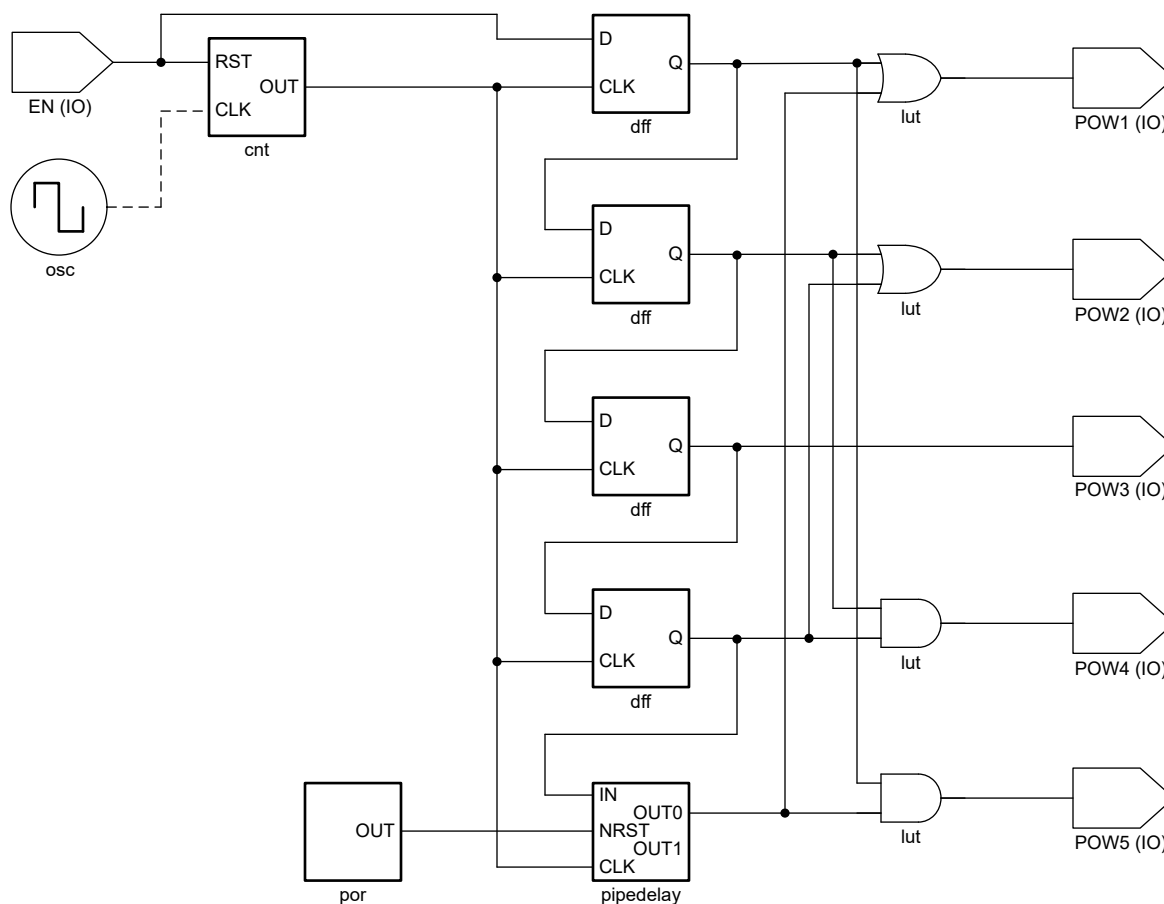 D
RST
Q
OUT
CLK
CLK
EN (IO)
lut
POW1 (IO)
dff
cnt
D
Q
osc
CLK
lut
POW2 (IO)
dff
D
Q
CLK
POW3 (IO)
dff
D
Q
CLK
lut
POW4 (IO)
dff
IN
OUT0
OUT
NRST
OUT1
CLK
lut
POW5 (IO)
por
pipedelay